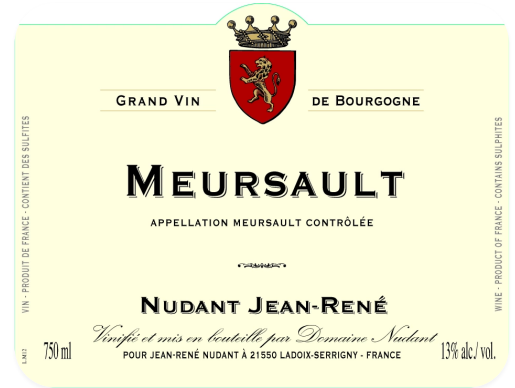 GRAND VIN DE BOURGOGNE
MEURSAULT
APPELLATION MEURSAULT CONTRÔLÉE
NUDANT JEAN-RENÉ
Vinifié et mis en bouteille par Domaine Nudant
750 ml POUR JEAN-RENÉ NUDANT À 21550 LADOIX-SERRIGNY - FRANCE 13% alc./ vol.
VIN - PRODUIT DE FRANCE - CONTIENT DES SULFITES
WINE - PRODUCT OF FRANCE - CONTAINS SULPHITES